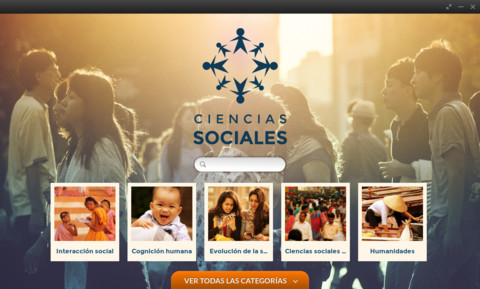 CIENCIAS
SOCIALES
Interacción social
Cognición humana
Evolución de la s...
Ciencias sociales ...
Humanidades
VER TODAS LAS CATEGORÍAS